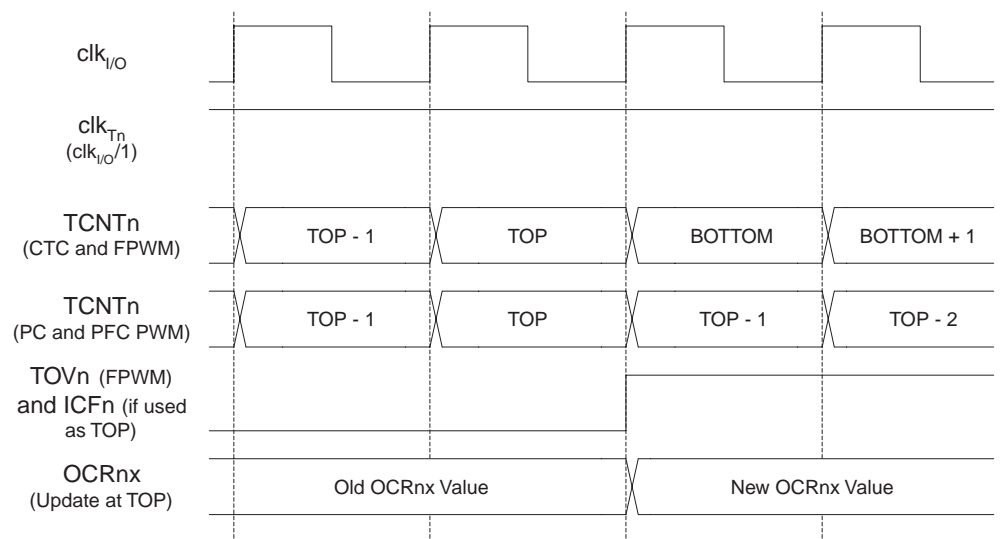 clkI/O
clkTn
(clkI/O/1)
TCNTn
(CTC and FPWM)
TOP - 1 TOP BOTTOM BOTTOM + 1
TCNTn
(PC and PFC PWM)
TOP - 1 TOP TOP - 1 TOP - 2
TOVn (FPWM)
and ICFn (if used
as TOP)
OCRnx
(Update at TOP)
Old OCRnx Value New OCRnx Value